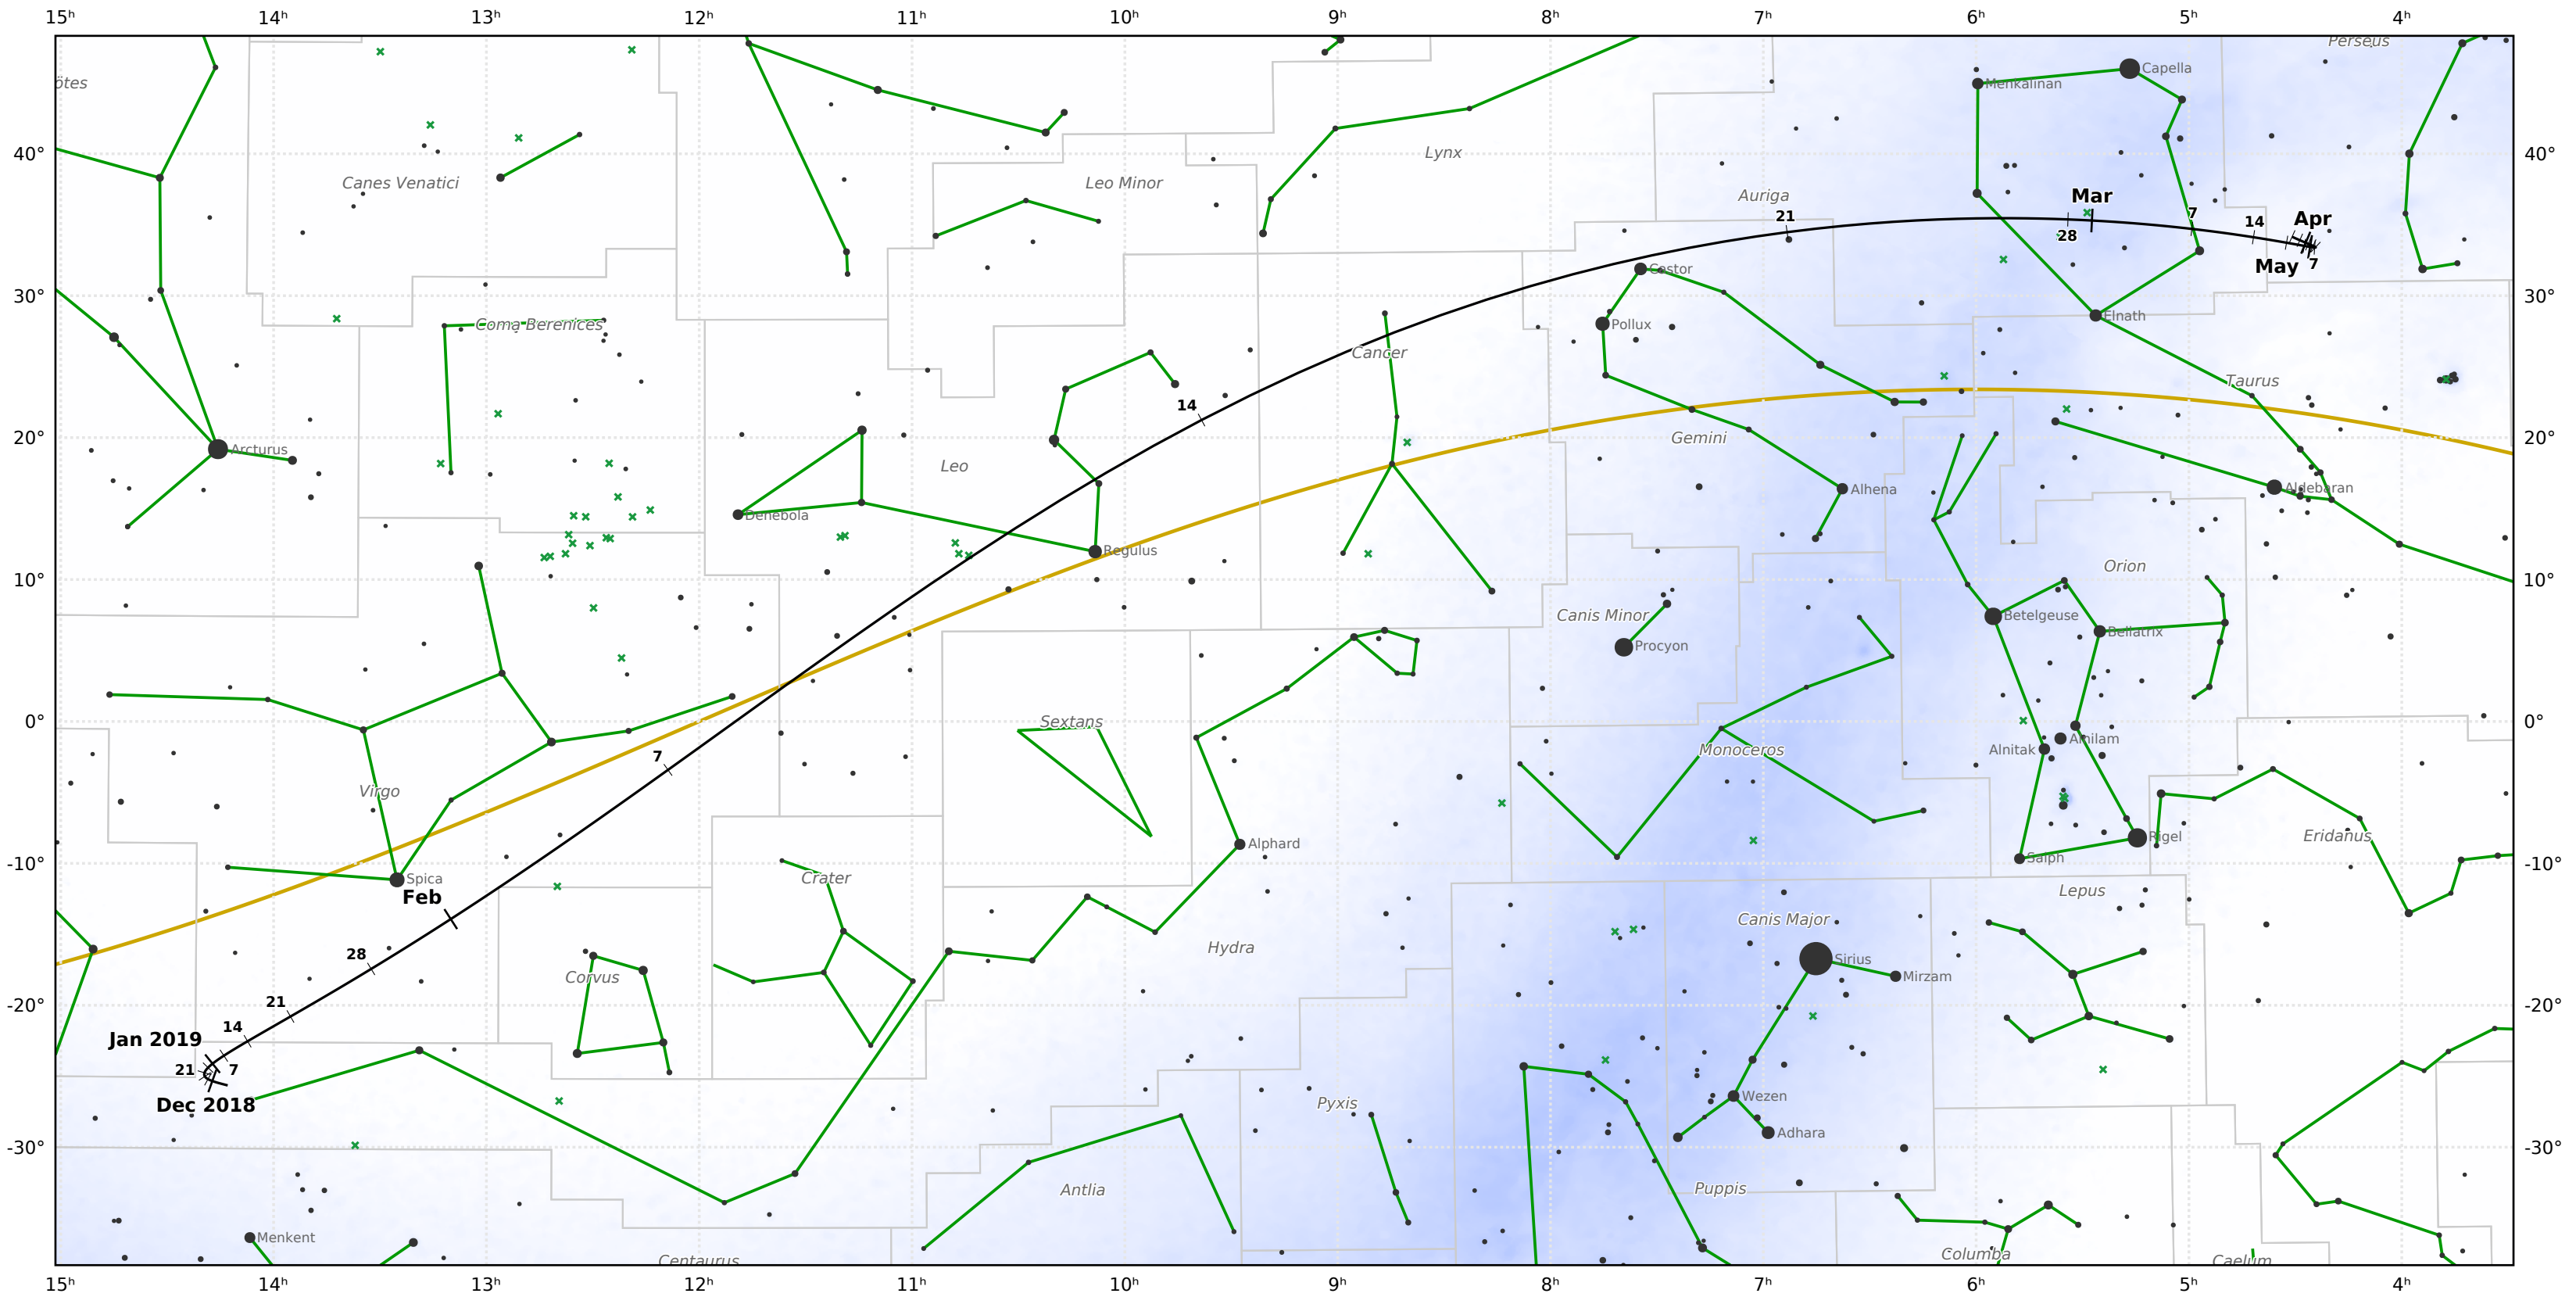 15ʰ 14ʰ 13ʰ 12ʰ 11ʰ 10ʰ 9ʰ 8ʰ 7ʰ 6ʰ 5ʰ 4ʰ
Perseus
Capella
ötes
Menkalinan
40° Lynx 40°
Canes Venatici Leo Minor
Auriga Mar
21 7 14 Apr
28
May 7
Castor
30° 30°
Elnath
Coma Berenices Pollux
Cancer
Taurus
14
20° Gemini 20°
Arcturus
Leo
Alhena Aldebaran
Denebola
Regulus
Orion
10° 10°
Canis Minor Betelgeuse
Bellatrix
Procyon
0° Sextans 0°
Alnilam
7 Monoceros Alnitak
Virgo
Rigel
Eridanus
Alphard
Salph
-10° -10°
Spica Crater
Feb Lepus
Canis Major
Hydra
28 Sirius
Corvus Mirzam
21
-20° -20°
14
Jan 2019
21 7
Wezen
Dec 2018 Pyxis
Adhara
-30° -30°
Antlia Puppis
Menkent
Columba
Centaurus Caelum
15ʰ 14ʰ 13ʰ 12ʰ 11ʰ 10ʰ 9ʰ 8ʰ 7ʰ 6ʰ 5ʰ 4ʰ